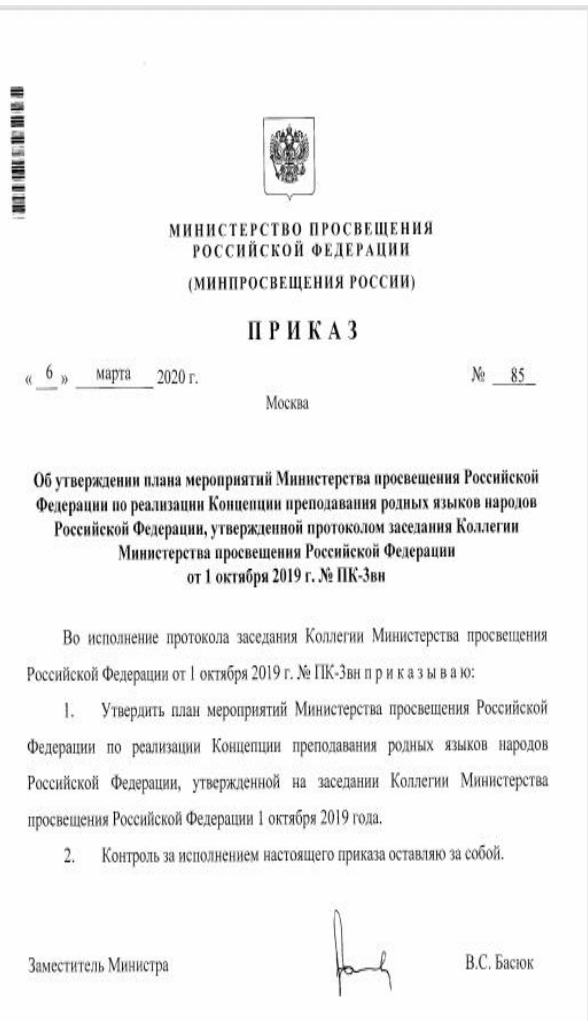 МИНИСТЕРСТВО ПРОСВЕЩЕНИЯ
РОССИЙСКОЙ ФЕДЕРАЦИИ
(МИНПРОСВЕЩЕНИЯ РОССИИ)
ПРИКАЗ
« 6 » марта 2020 г. № 85
Москва
Об утверждении плана мероприятий Министерства просвещения Российской
Федерации по реализации Концепции преподавания родных языков народов
Российской Федерации, утвержденной протоколом заседания Коллегии
Министерства просвещения Российской Федерации
от 1 октября 2019 г. № ПК-3вн
Во исполнение протокола заседания Коллегии Министерства просвещения
Российской Федерации от 1 октября 2019 г. № ПК-3вн п р и к а з ы в а ю:
1. Утвердить план мероприятий Министерства просвещения Российской
Федерации по реализации Концепции преподавания родных языков народов
Российской Федерации, утвержденной на заседании Коллегии Министерства
просвещения Российской Федерации 1 октября 2019 года.
2. Контроль за исполнением настоящего приказа оставляю за собой.
Заместитель Министра В.С. Басюк